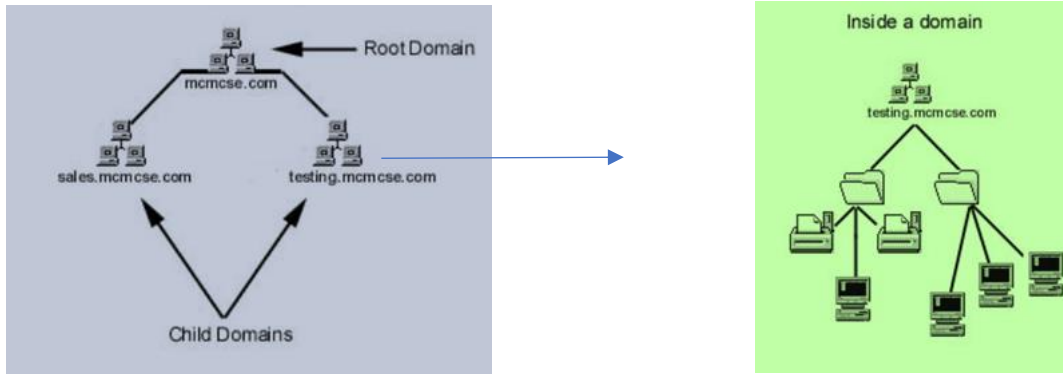 Root Domain
mcmcse.com
sales.mcmcse.com
testing.mcmcse.com
Child Domains
Inside a domain
testing.mcmcse.com